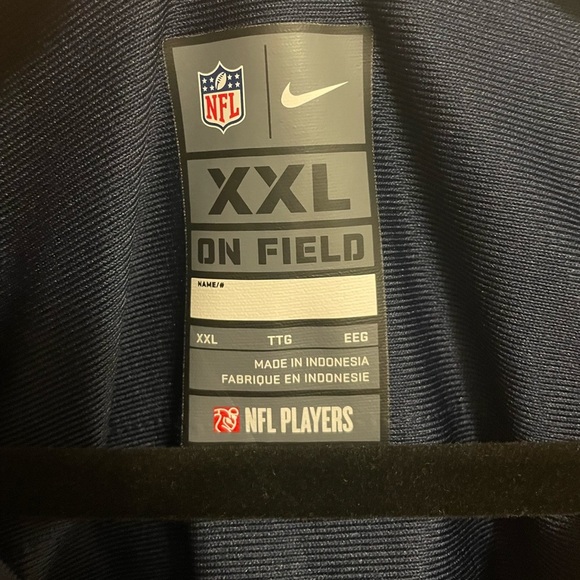 NFL
XXL
ON FIELD
NAME/#
XXL TTG EEG
MADE IN INDONESIA
FABRIQUE EN INDONESIE
NFL PLAYERS